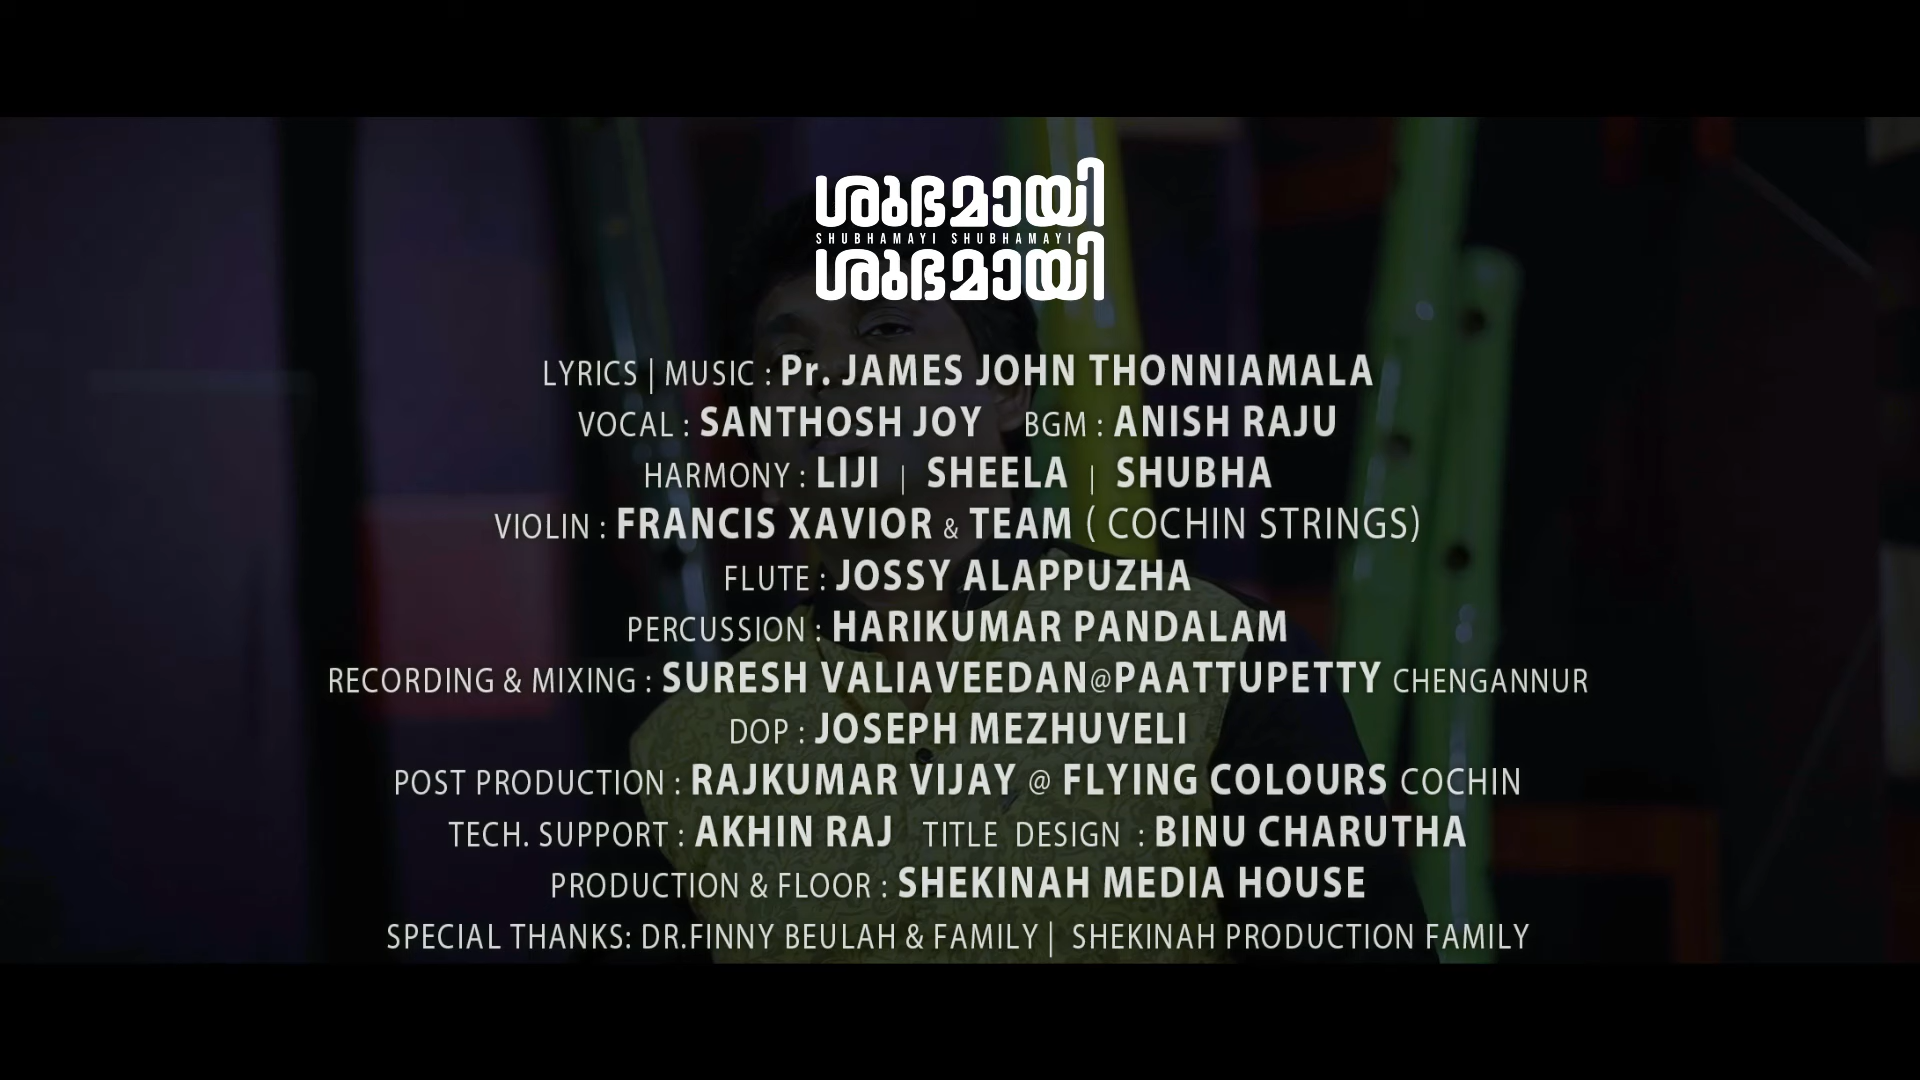 ശുഭമായി
SHUBHAMAYI SHUBHAMAYI
ശുഭമായി
LYRICS | MUSIC : Pr. JAMES JOHN THONNIAMALA
VOCAL : SANTHOSH JOY BGM : ANISH RAJU
HARMONY : LIJI | SHEELA | SHUBHA
VIOLIN : FRANCIS XAVIOR & TEAM ( COCHIN STRINGS)
FLUTE : JOSSY ALAPPUZHA
PERCUSSION : HARIKUMAR PANDALAM
RECORDING & MIXING : SURESH VALIAVEEDAN@PAATTUPETTY CHENGANNUR
DOP : JOSEPH MEZHUVELI
POST PRODUCTION : RAJKUMAR VIJAY @ FLYING COLOURS COCHIN
TECH. SUPPORT : AKHIN RAJ TITLE DESIGN : BINU CHARUTHA
PRODUCTION & FLOOR : SHEKINAH MEDIA HOUSE
SPECIAL THANKS: DR.FINNY BEULAH & FAMILY | SHEKINAH PRODUCTION FAMILY